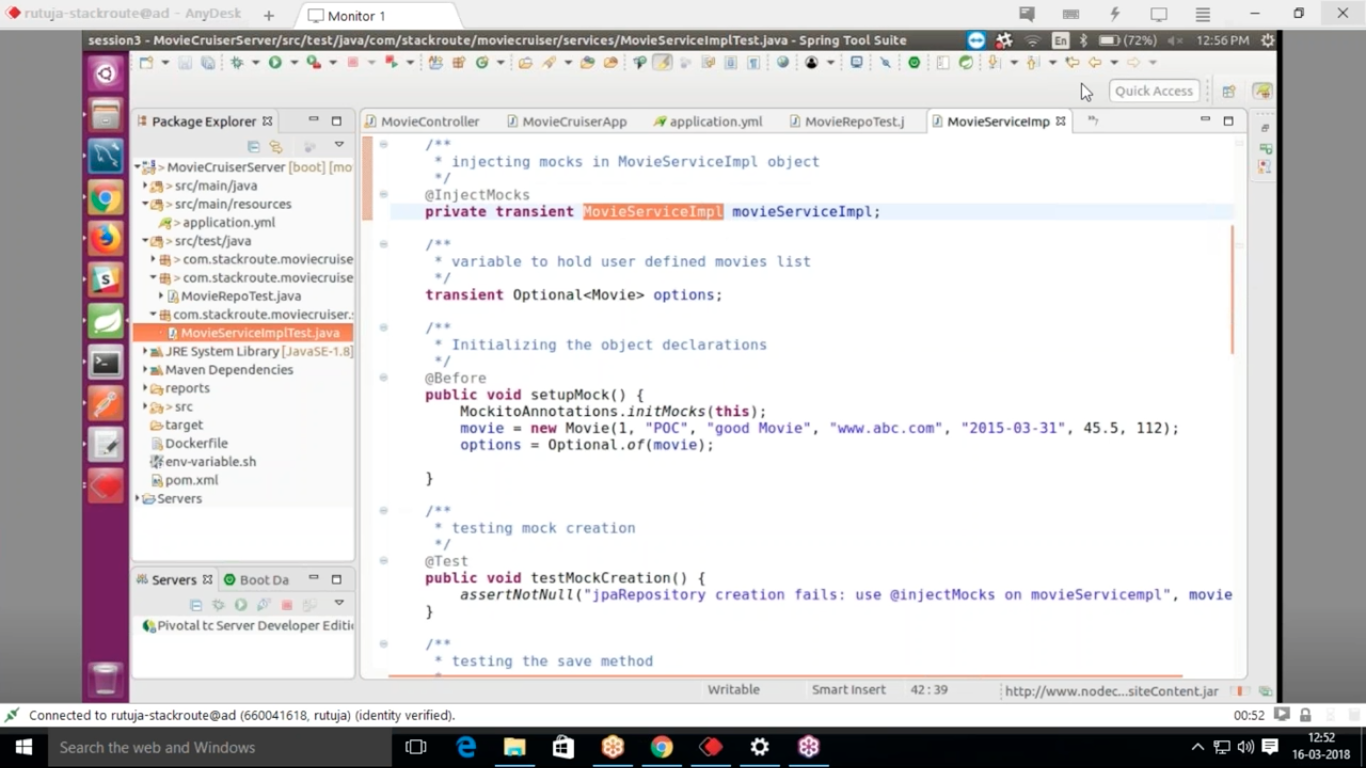 rutuja-stackroute@ad - AnyDesk
Monitor 1
session3 - MovieCruiserServer/src/test/java/com/stackroute/moviecruiser/services/MovieServiceImplTest.java - Spring Tool Suite
En
(72%)
12:56 PM
Quick Access
Package Explorer
MovieController
MovieCruiserApp
application.yml
MovieRepoTest.j
MovieServiceImp
> MovieCruiserServer [boot] [mo
> src/main/java
> src/main/resources
> application.yml
> src/test/java
> com.stackroute.moviecruise
> com.stackroute.moviecruise
MovieRepoTest.java
com.stackroute.moviecruiser.s
MovieServiceImplTest.java
JRE System Library [JavaSE-1.8]
Maven Dependencies
reports
> src
target
Dockerfile
env-variable.sh
pom.xml
Servers
/**
* injecting mocks in MovieServiceImpl object
*/
@InjectMocks
private transient MovieServiceImpl movieServiceImpl;
/**
* variable to hold user defined movies list
*/
transient Optional<Movie> options;
/**
* Initializing the object declarations
*/
@Before
public void setupMock() {
MockitoAnnotations.initMocks(this);
movie = new Movie(1, "POC", "good Movie", "www.abc.com", "2015-03-31", 45.5, 112);
options = Optional.of(movie);
}
/**
* testing mock creation
*/
@Test
public void testMockCreation() {
assertNotNull("jpaRepository creation fails: use @injectMocks on movieServicempl", movie
}
/**
* testing the save method
Servers
Boot Da
Pivotal tc Server Developer Editi
Writable
Smart Insert
42 : 39
http://www.nodec...siteContent.jar
Connected to rutuja-stackroute@ad (660041618, rutuja) (identity verified).
00:52
Search the web and Windows
12:52
16-03-2018